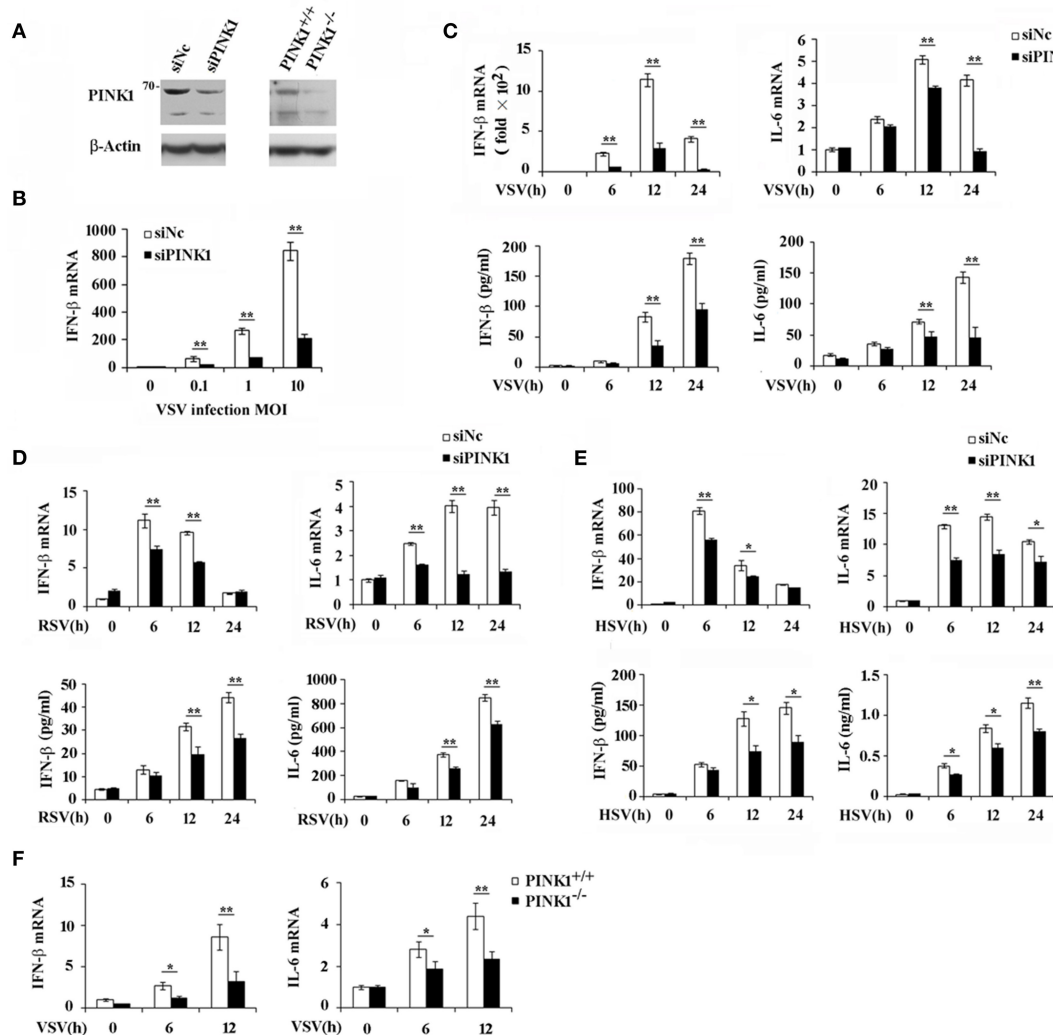 A
siNc
siPINK1
PINK1+/+
PINK1-/-
PINK1
70-
β-Actin
B
siNc
siPINK1
IFN-β mRNA
1000
800
600
400
200
0
**
**
**
0 0.1 1 10
VSV infection MOI
C
siNc
siPIN
IFN-β mRNA
( fold × 10²)
15
10
5
0
**
**
**
VSV(h) 0 6 12 24
IL-6 mRNA
6
5
4
3
2
1
0
**
**
VSV(h) 0 6 12 24
IFN-β (pg/ml)
200
150
100
50
0
**
**
VSV(h) 0 6 12 24
IL-6 (pg/ml)
200
150
100
50
0
**
**
VSV(h) 0 6 12 24
D
siNc
siPINK1
IFN-β mRNA
15
10
5
0
**
**
RSV(h) 0 6 12 24
IL-6 mRNA
5
4
3
2
1
0
**
**
**
RSV(h) 0 6 12 24
IFN-β (pg/ml)
50
40
30
20
10
0
**
**
RSV(h) 0 6 12 24
IL-6 (pg/ml)
1000
800
600
400
200
0
**
**
RSV(h) 0 6 12 24
E
siNc
siPINK1
IFN-β mRNA
100
80
60
40
20
0
**
*
HSV(h) 0 6 12 24
IL-6 mRNA
20
15
10
5
0
**
**
*
HSV(h) 0 6 12 24
IFN-β (pg/ml)
200
150
100
50
0
*
*
HSV(h) 0 6 12 24
IL-6 (ng/ml)
1.5
1.0
0.5
0
*
*
**
HSV(h) 0 6 12 24
F
PINK1+/+
PINK1-/-
IFN-β mRNA
15
10
5
0
*
**
VSV(h) 0 6 12
IL-6 mRNA
6
4
2
0
*
**
VSV(h) 0 6 12